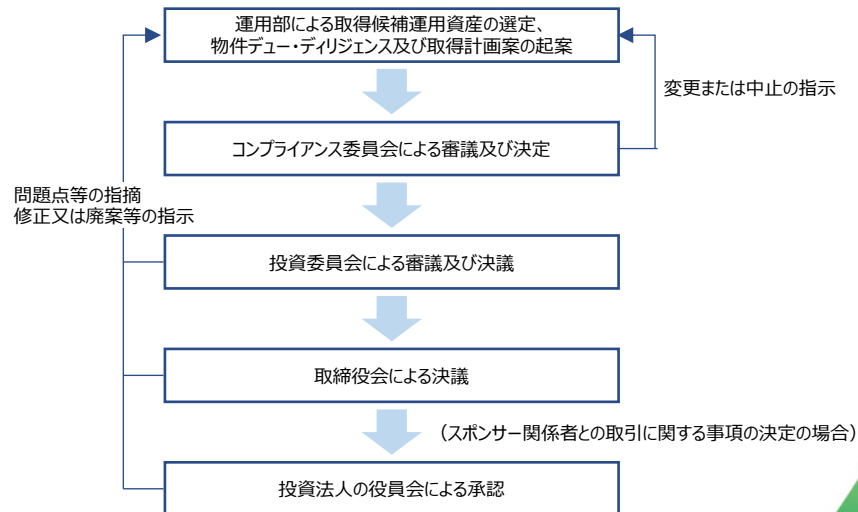 運用部による取得候補運用資産の選定、
物件デュー・ディリジェンス及び取得計画案の起案
変更または中止の指示
コンプライアンス委員会による審議及び決定
問題点等の指摘
修正又は廃案等の指示
投資委員会による審議及び決議
取締役会による決議
（スポンサー関係者との取引に関する事項の決定の場合）
投資法人の役員会による承認